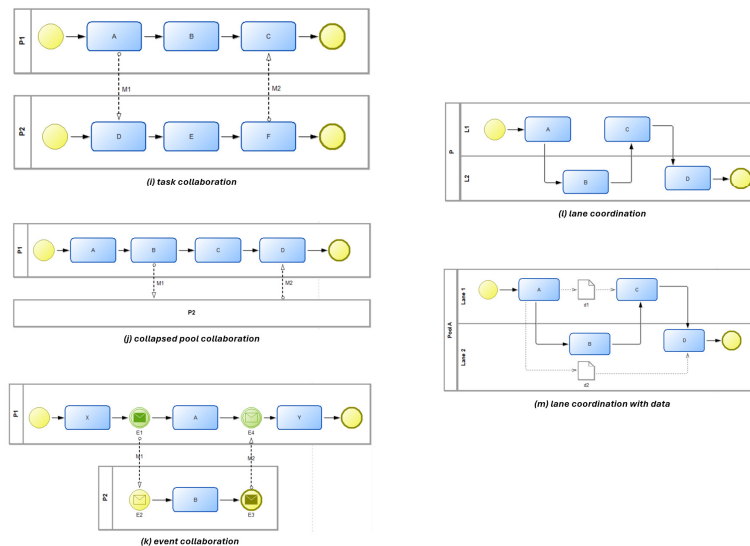 P1
A
B
C
M1
M2
P2
D
E
F
(i) task collaboration
P1
A
B
C
D
M1
M2
P2
(j) collapsed pool collaboration
P1
X
E1
A
E4
Y
M1
M2
P2
E2
B
E3
(k) event collaboration
P
L1
A
C
L2
B
D
(l) lane coordination
Pool A
Lane 1
A
d1
C
Lane 2
B
D
d2
(m) lane coordination with data